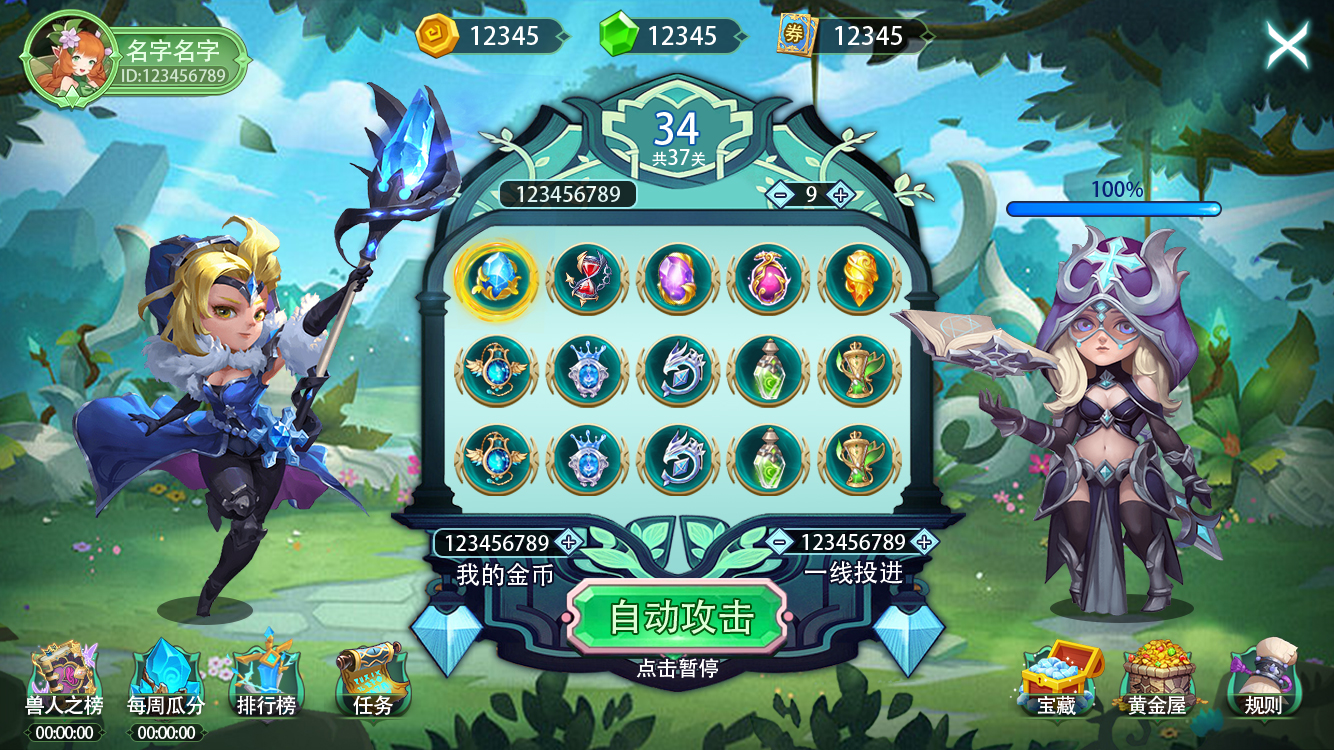 名字名字
ID:123456789
12345
12345
券
12345
34
共37关
123456789
9
100%
123456789
123456789
我的金币
一线投进
自动攻击
点击暂停
兽人之榜
每周瓜分
排行榜
任务
宝藏
黄金屋
规则
00:00:00
00:00:00